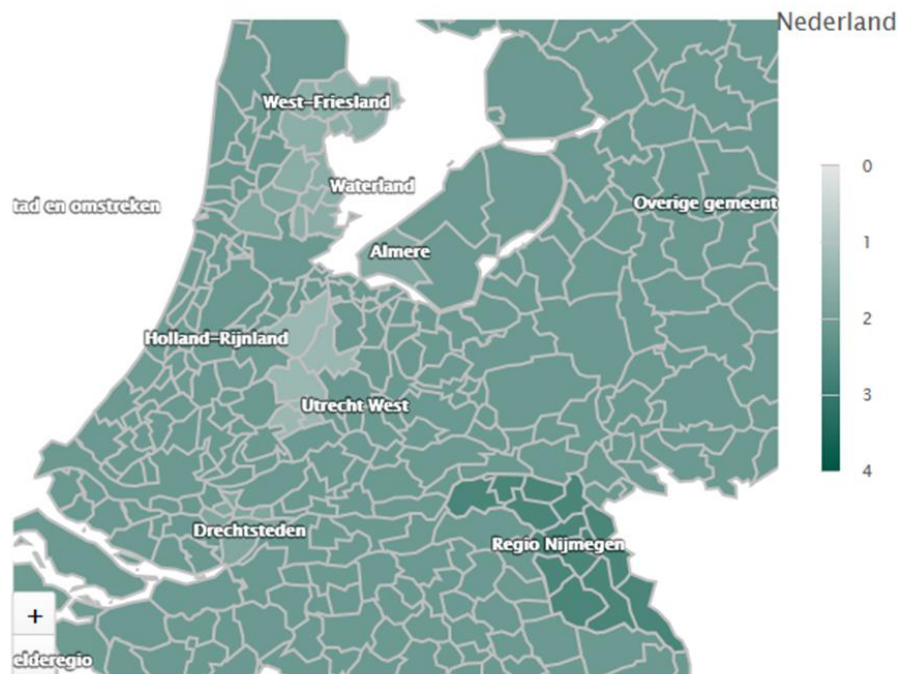 Nederland
West-Friesland
Waterland
tad en omstreken
Overige gemeent
Almere
Holland-Rijnland
Utrecht West
Drechtsteden
Regio Nijmegen
elderegio
+
0
1
2
3
4